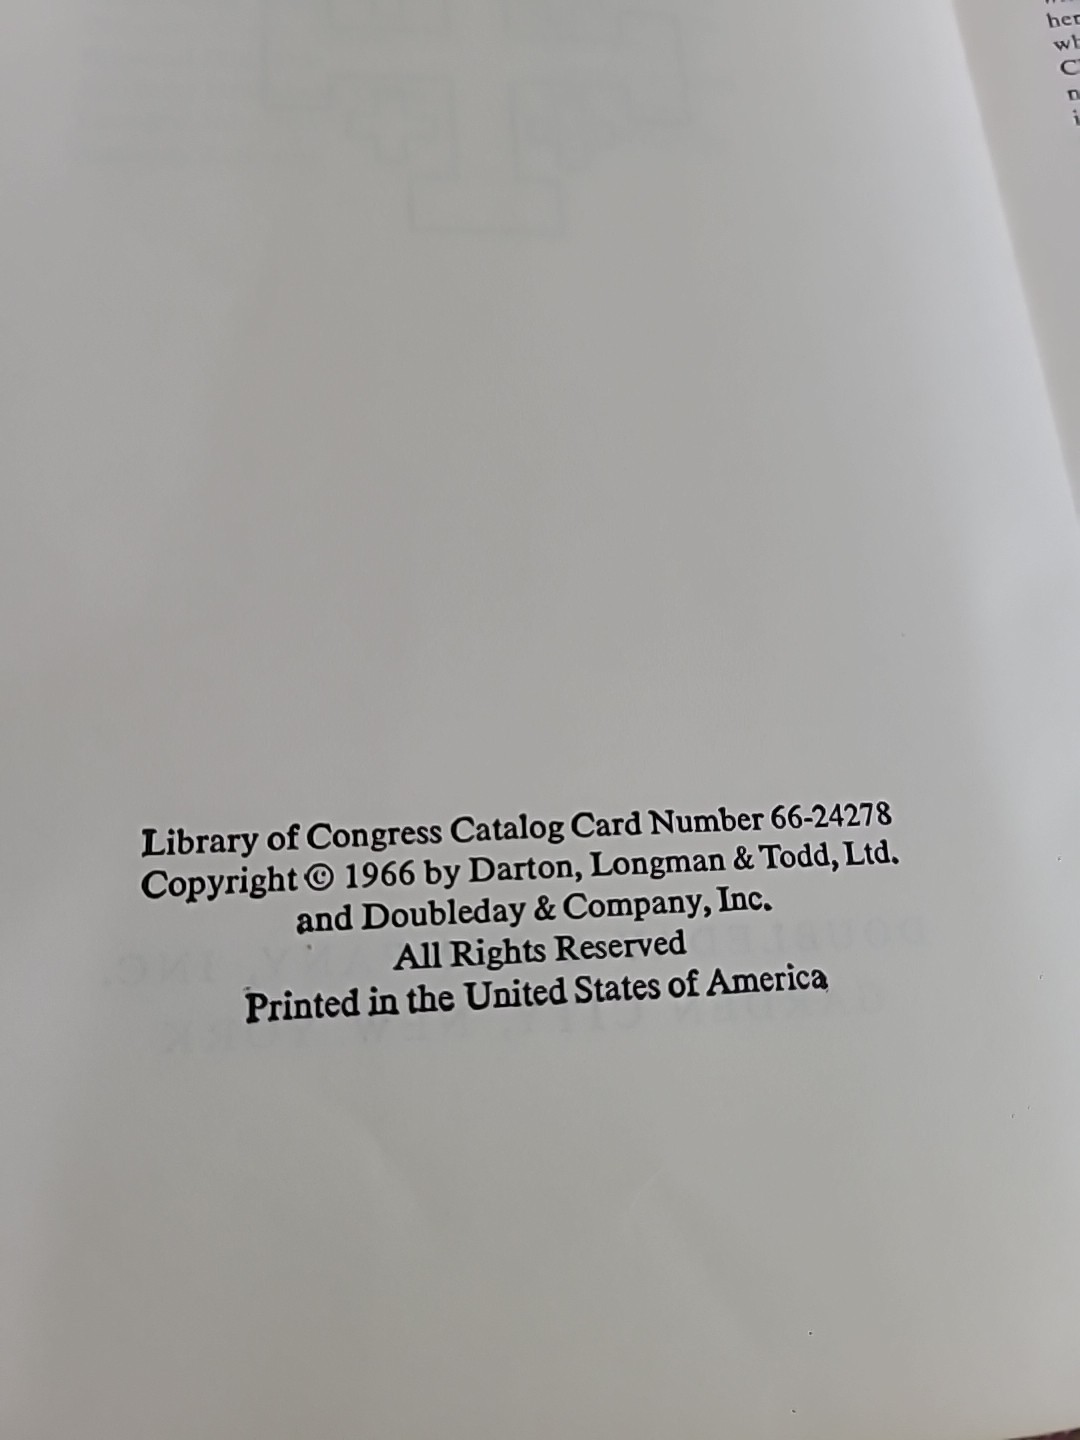 Library of Congress Catalog Card Number 66-24278
Copyright © 1966 by Darton, Longman & Todd, Ltd.
and Doubleday & Company, Inc.
All Rights Reserved
Printed in the United States of America